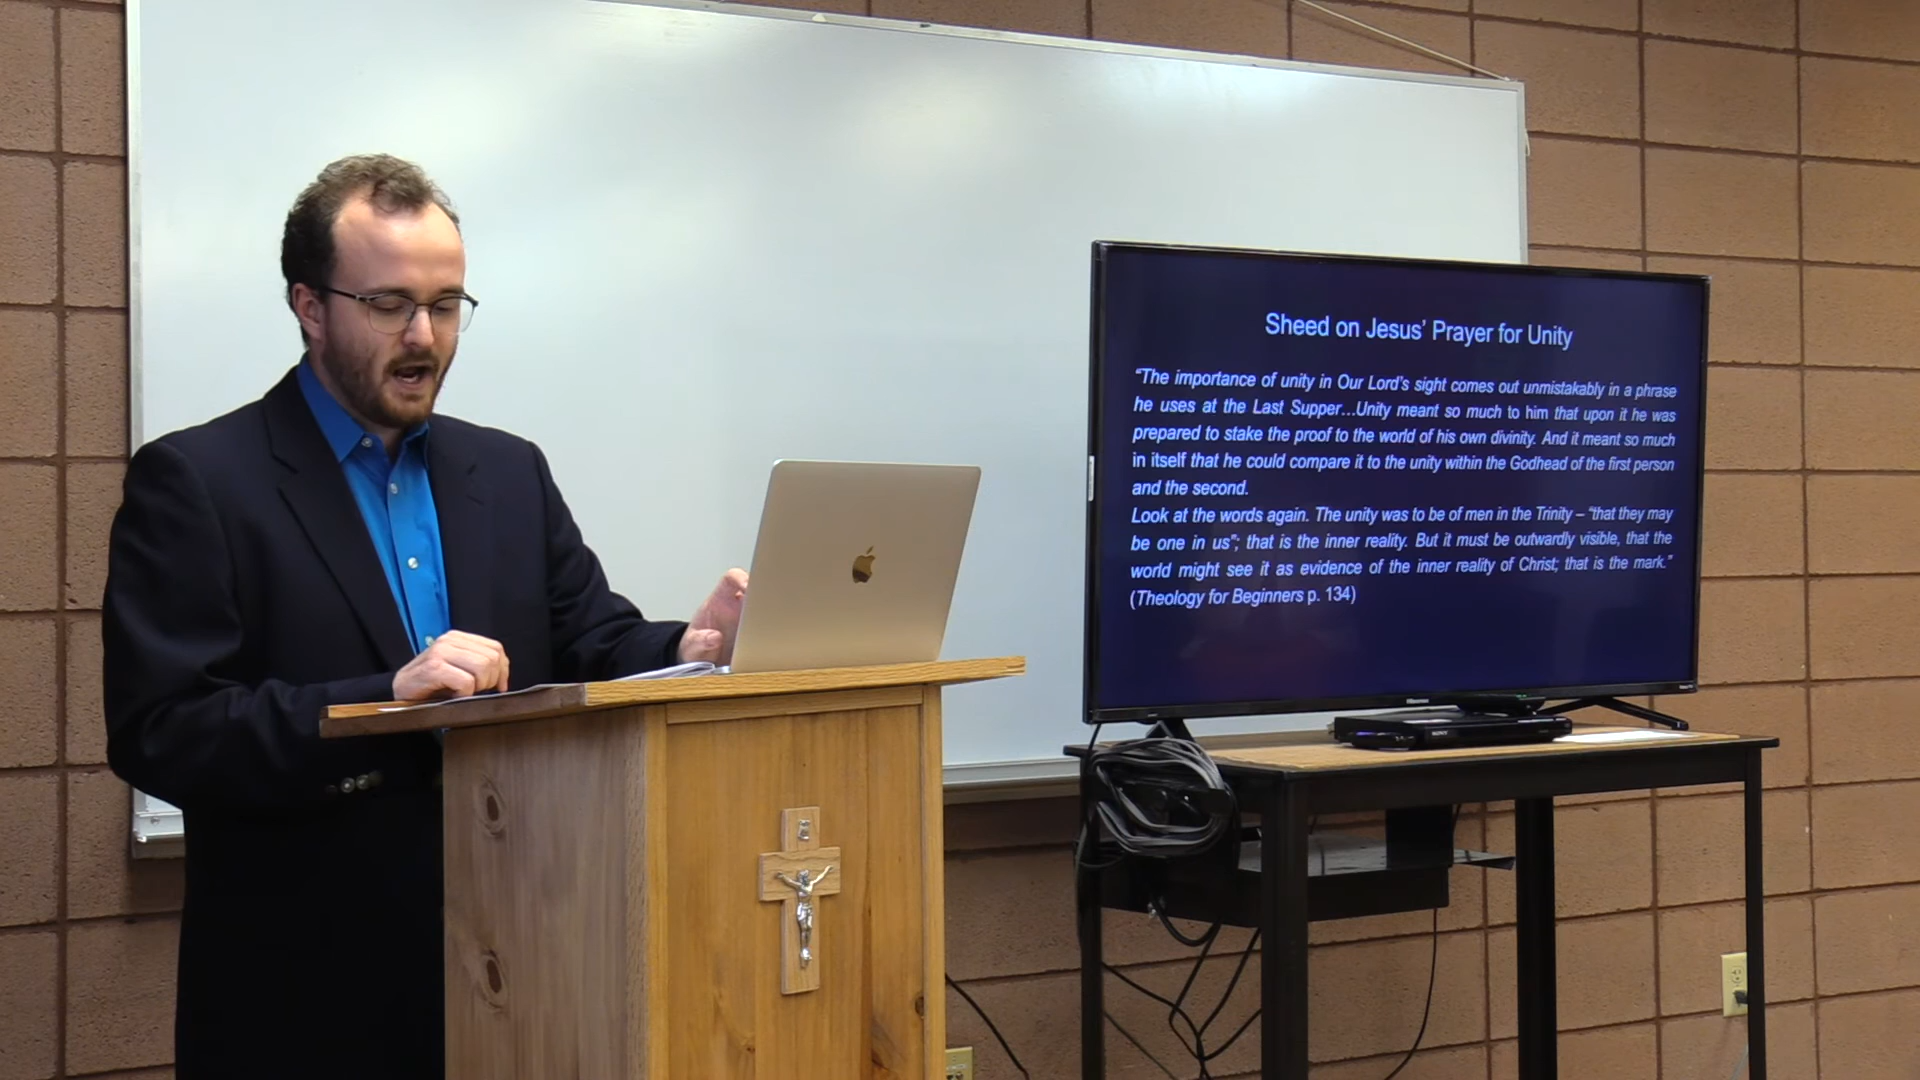 Sheed on Jesus’ Prayer for Unity
“The importance of unity in Our Lord’s sight comes out unmistakably in a phrase
he uses at the Last Supper…Unity meant so much to him that upon it he was
prepared to stake the proof to the world of his own divinity. And it meant so much
in itself that he could compare it to the unity within the Godhead of the first person
and the second.
Look at the words again. The unity was to be of men in the Trinity – “that they may
be one in us”; that is the inner reality. But it must be outwardly visible, that the
world might see it as evidence of the inner reality of Christ; that is the mark.”
(Theology for Beginners p. 134)
Hisense
SONY